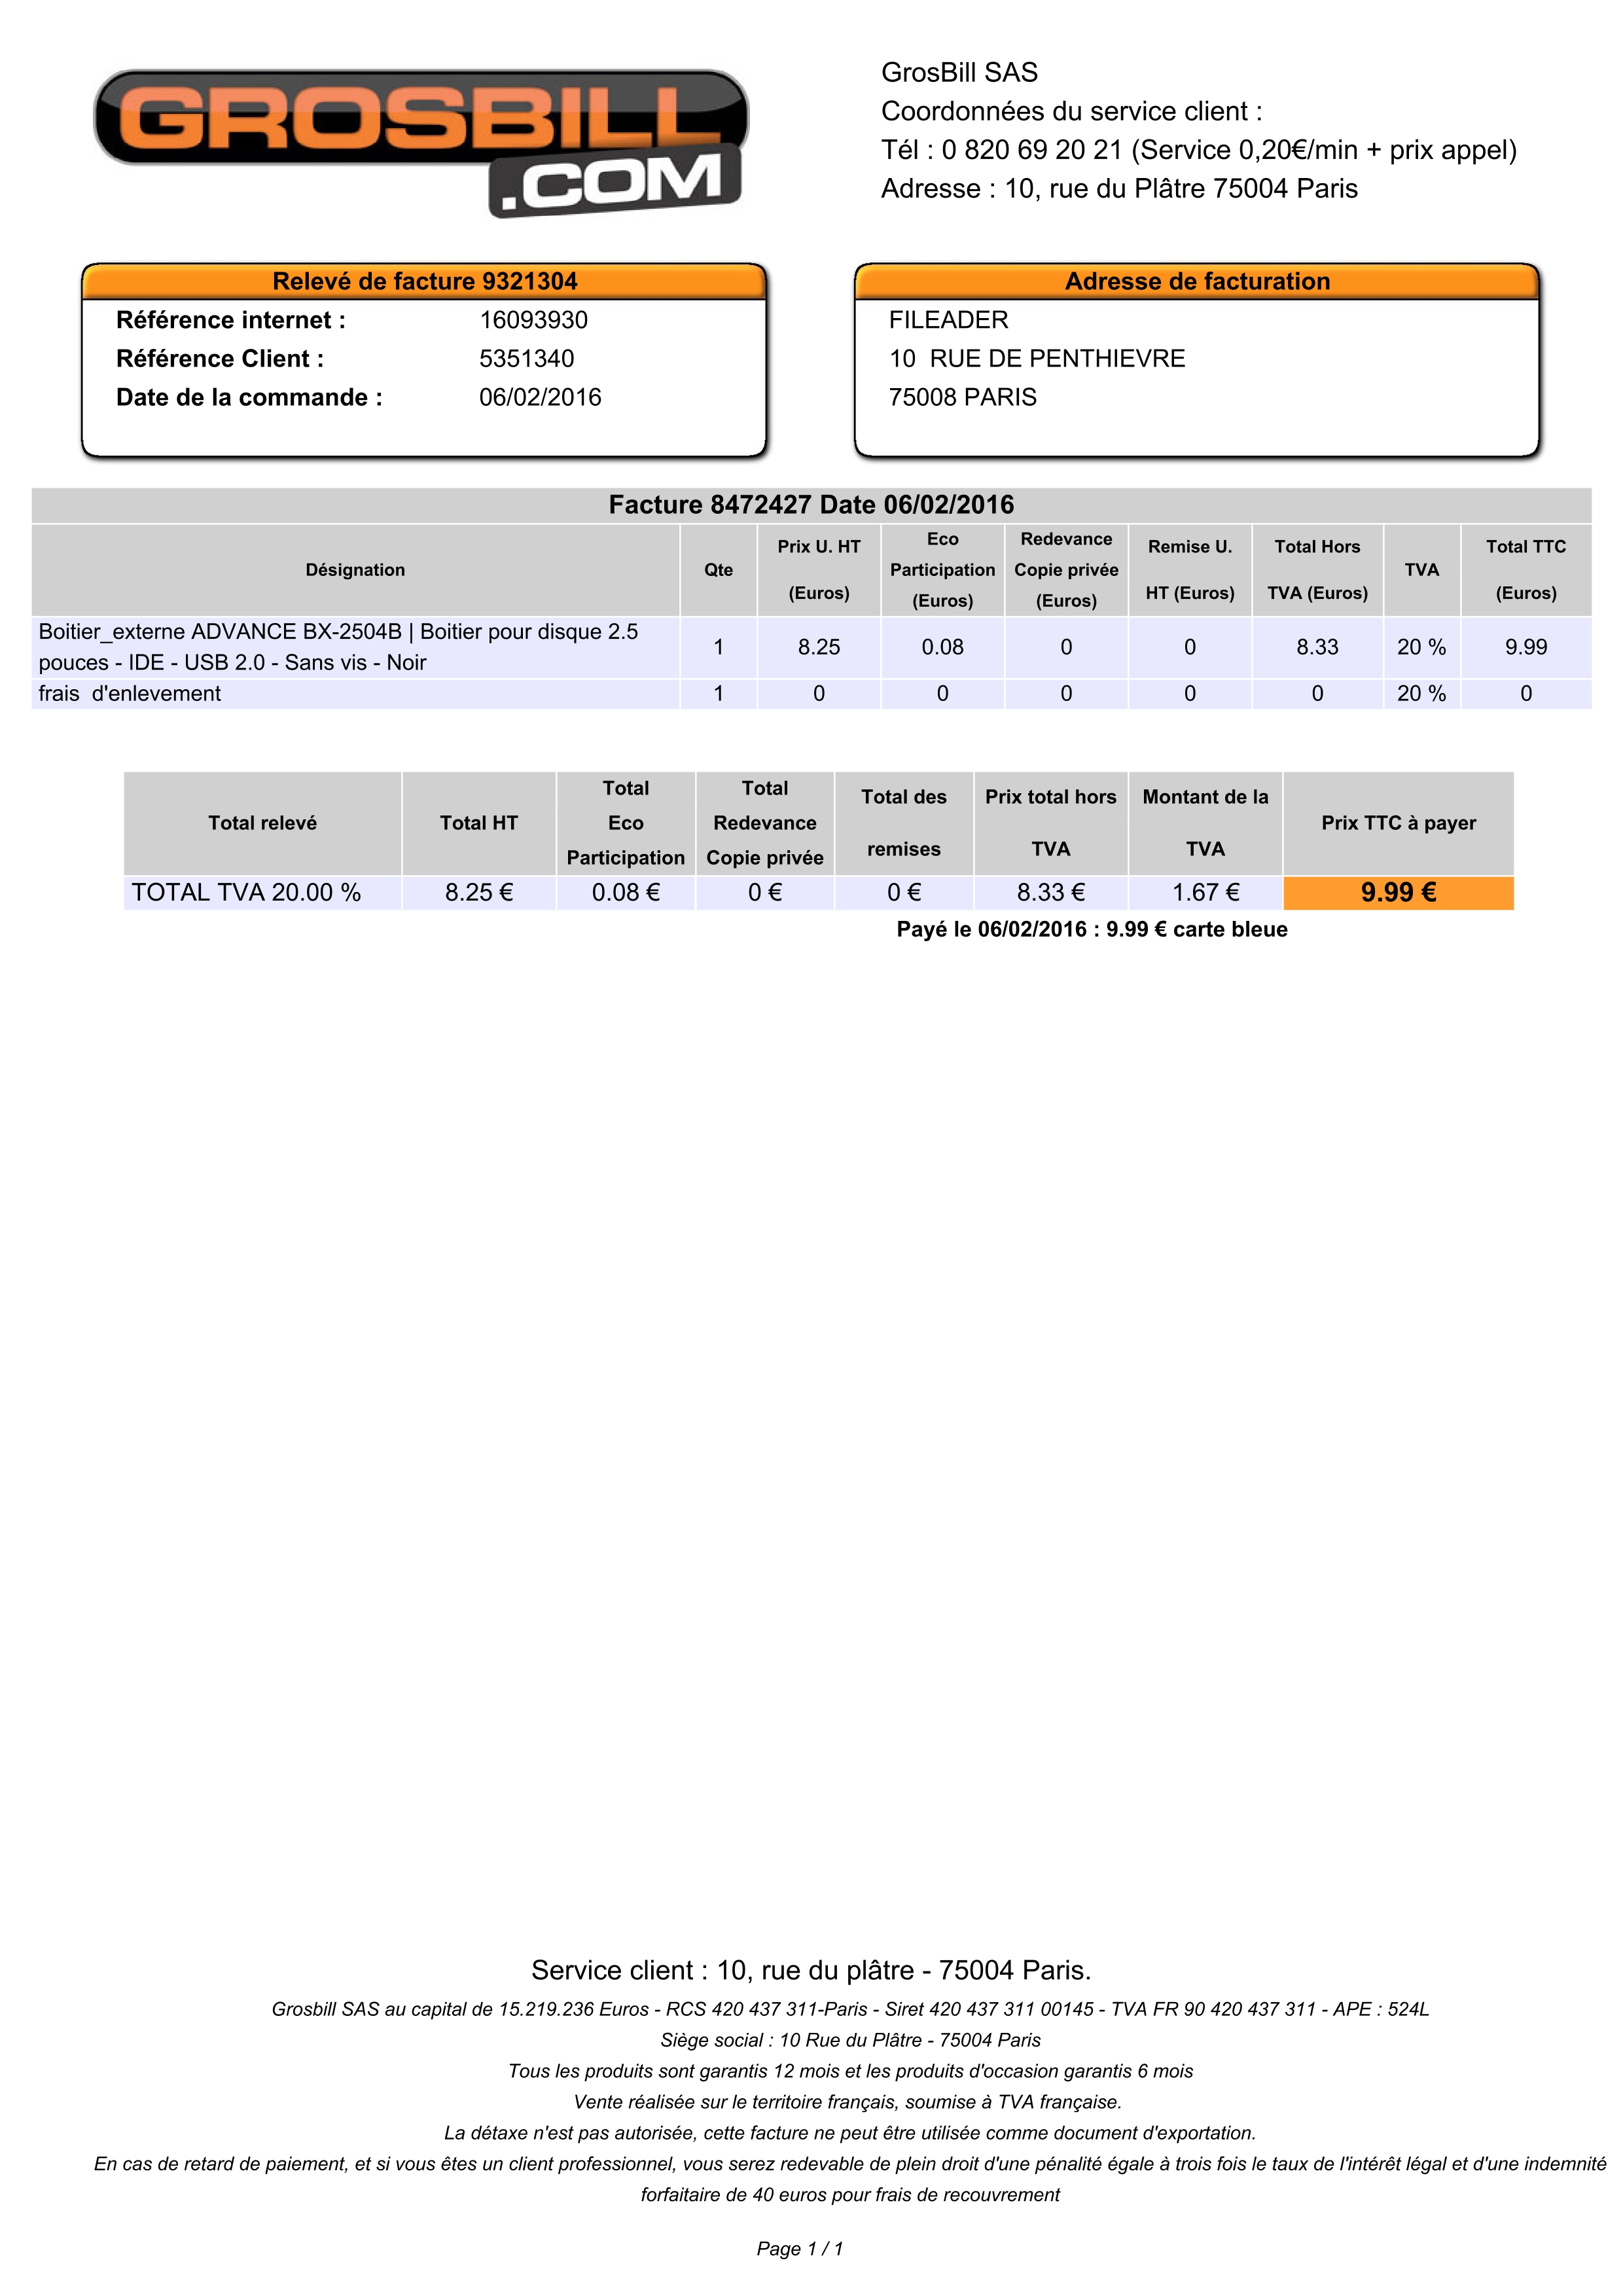 GROSBILL
.COM
GrosBill SAS
Coordonnées du service client :
Tél : 0 820 69 20 21 (Service 0,20€/min + prix appel)
Adresse : 10, rue du Plâtre 75004 Paris
Relevé de facture 9321304
Référence internet : 16093930
Référence Client : 5351340
Date de la commande : 06/02/2016
Adresse de facturation
FILEADER
10  RUE DE PENTHIEVRE
75008 PARIS
Facture 8472427 Date 06/02/2016
Désignation Qte Prix U. HT (Euros) Eco Participation (Euros) Redevance Copie privée (Euros) Remise U. HT (Euros) Total Hors TVA (Euros) TVA Total TTC (Euros)
Boitier_externe ADVANCE BX-2504B | Boitier pour disque 2.5
pouces - IDE - USB 2.0 - Sans vis - Noir
1 8.25 0.08 0 0 8.33 20 % 9.99
frais  d'enlevement 1 0 0 0 0 0 20 % 0
Total relevé Total HT Total Eco Participation Total Redevance Copie privée Total des remises Prix total hors TVA Montant de la TVA Prix TTC à payer
TOTAL TVA 20.00 % 8.25 € 0.08 € 0 € 0 € 8.33 € 1.67 € 9.99 €
Payé le 06/02/2016 : 9.99 € carte bleue
Service client : 10, rue du plâtre - 75004 Paris.
Grosbill SAS au capital de 15.219.236 Euros - RCS 420 437 311-Paris - Siret 420 437 311 00145 - TVA FR 90 420 437 311 - APE : 524L
Siège social : 10 Rue du Plâtre - 75004 Paris
Tous les produits sont garantis 12 mois et les produits d'occasion garantis 6 mois
Vente réalisée sur le territoire français, soumise à TVA française.
La détaxe n'est pas autorisée, cette facture ne peut être utilisée comme document d'exportation.
En cas de retard de paiement, et si vous êtes un client professionnel, vous serez redevable de plein droit d'une pénalité égale à trois fois le taux de l'intérêt légal et d'une indemnité
forfaitaire de 40 euros pour frais de recouvrement
Page 1 / 1